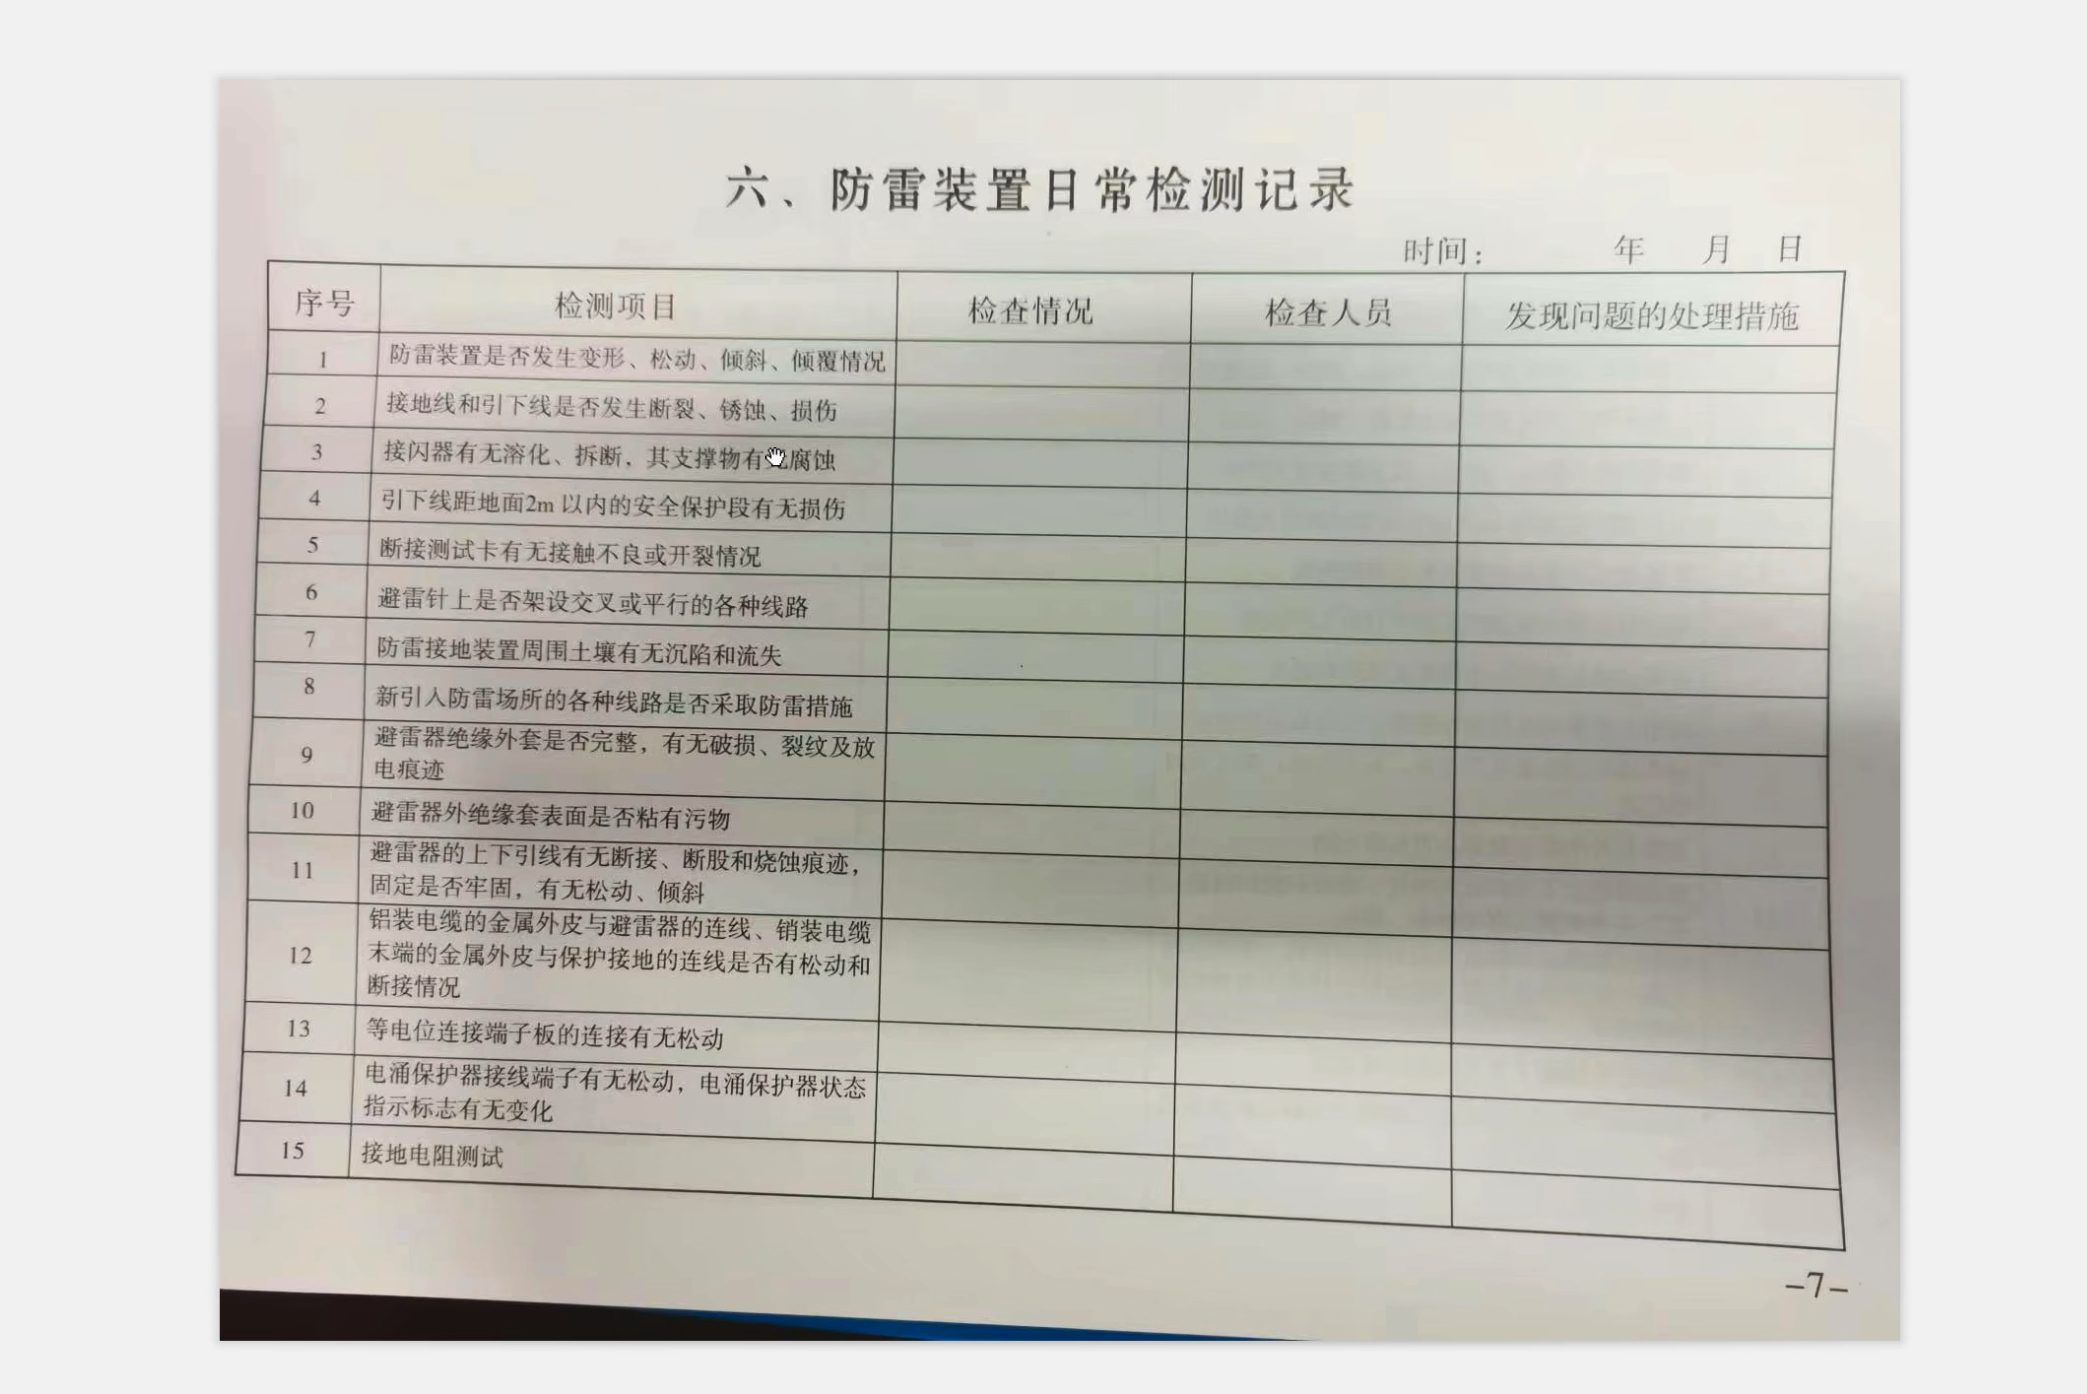 六、防雷装置日常检测记录
时间： 年 月 日
序号 检测项目 检查情况 检查人员 发现问题的处理措施
1 防雷装置是否发生变形、松动、倾斜、倾覆情况
2 接地线和引下线是否发生断裂、锈蚀、损伤
3 接闪器有无溶化、拆断，其支撑物有 腐蚀
4 引下线距地面2m 以内的安全保护段有无损伤
5 断接测试卡有无接触不良或开裂情况
6 避雷针上是否架设交叉或平行的各种线路
7 防雷接地装置周围土壤有无沉陷和流失
8 新引入防雷场所的各种线路是否采取防雷措施
9 避雷器绝缘外套是否完整，有无破损、裂纹及放
电痕迹
10 避雷器外绝缘套表面是否粘有污物
11 避雷器的上下引线有无断接、断股和烧蚀痕迹，
固定是否牢固，有无松动、倾斜
12 铝装电缆的金属外皮与避雷器的连线、销装电缆
末端的金属外皮与保护接地的连线是否有松动和
断接情况
13 等电位连接端子板的连接有无松动
14 电涌保护器接线端子有无松动，电涌保护器状态
指示标志有无变化
15 接地电阻测试
–7–